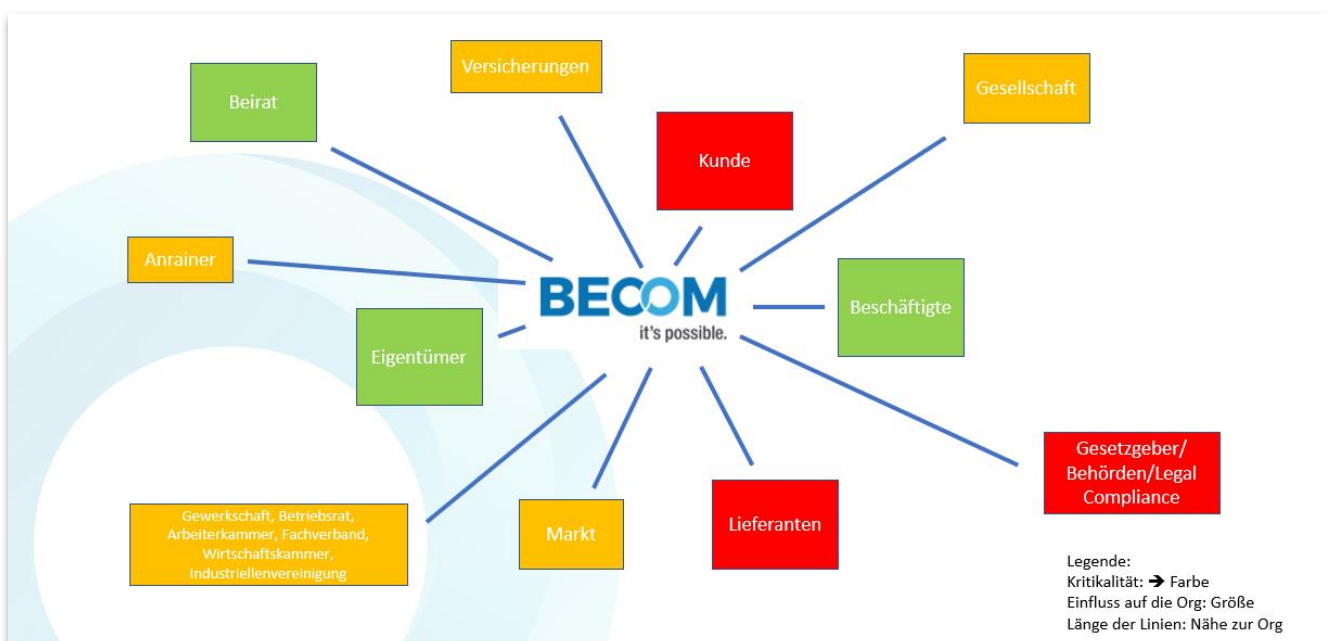 Versicherungen
Gesellschaft
Beirat
Kunde
Anrainer
BECOM
it's possible.
Beschäftigte
Eigentümer
Gesetzgeber/
Behörden/Legal
Compliance
Gewerkschaft, Betriebsrat,
Arbeiterkammer, Fachverband,
Wirtschaftskammer,
Industriellenvereinigung
Markt
Lieferanten
Legende:
Kritikalität: ➔ Farbe
Einfluss auf die Org: Größe
Länge der Linien: Nähe zur Org